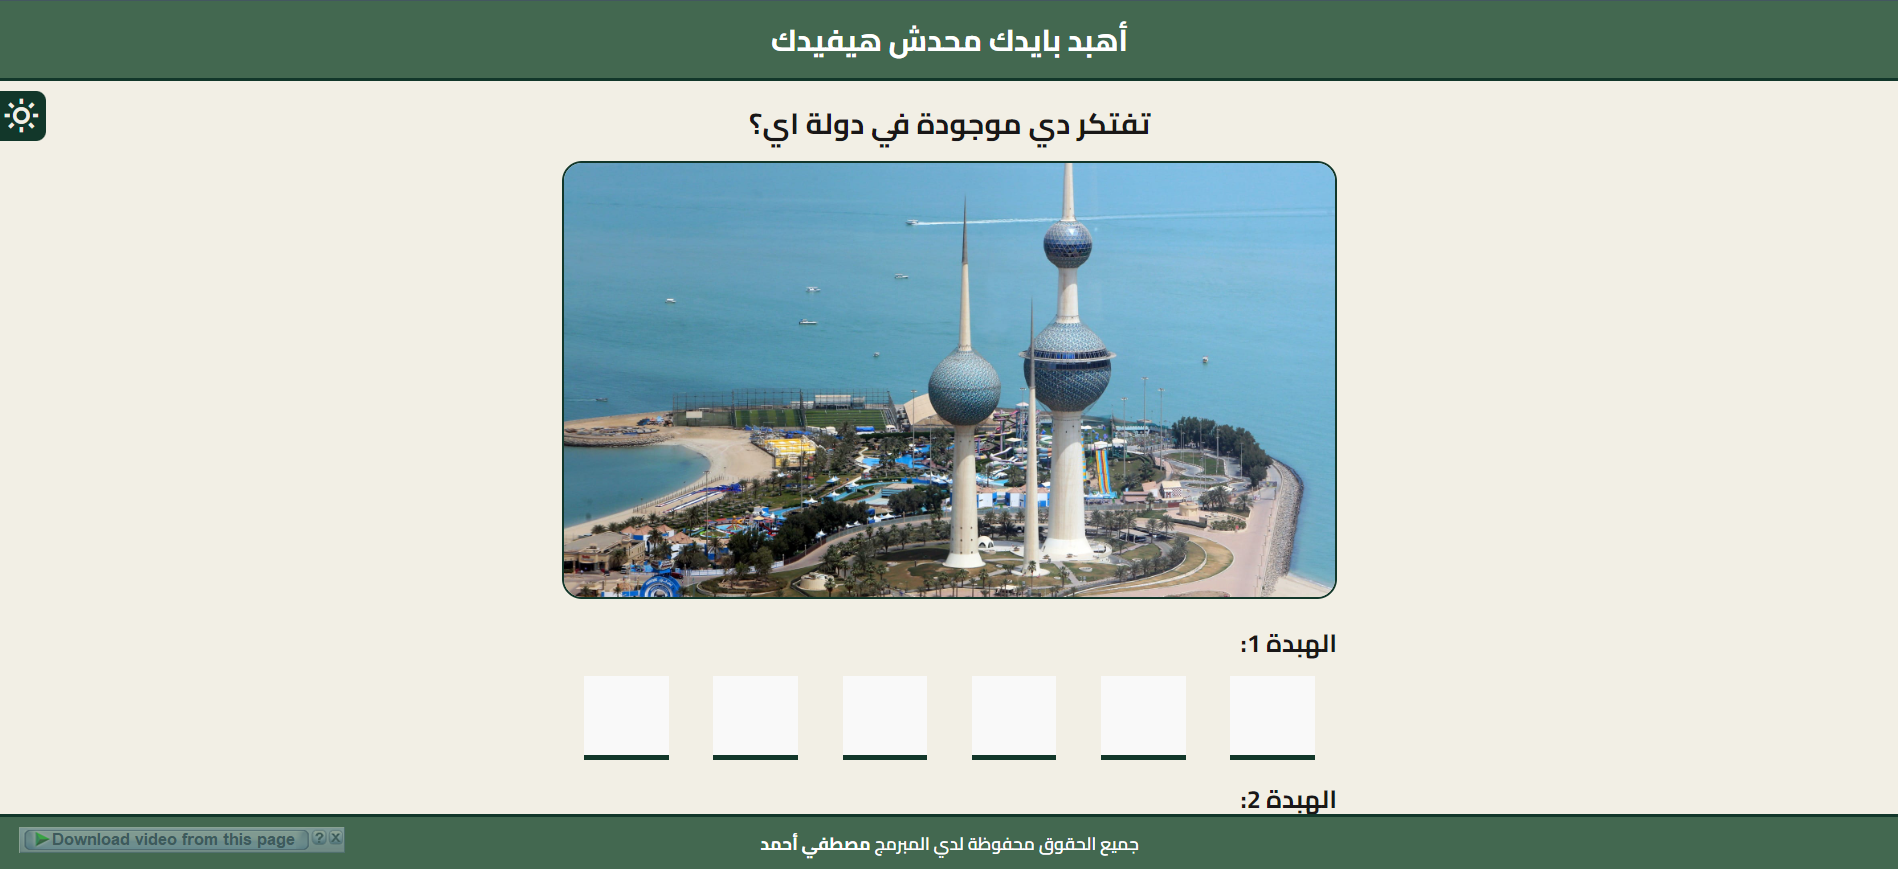 أهبد بايدك محدش هيفيدك
تفتكر دي موجودة في دولة اي؟
الهبدة 1:
الهبدة 2:
Download video from this page ? X
جميع الحقوق محفوظة لدي المبرمج مصطفي أحمد